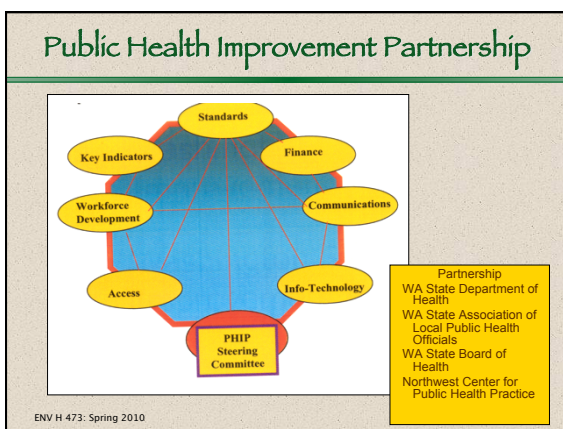 Public Health Improvement Partnership
Standards
Key Indicators
Finance
Workforce
Development
Communications
Access
Info-Technology
PHIP
Steering
Committee
Partnership
WA State Department of
Health
WA State Association of
Local Public Health
Officials
WA State Board of
Health
Northwest Center for
Public Health Practice
ENV H 473: Spring 2010